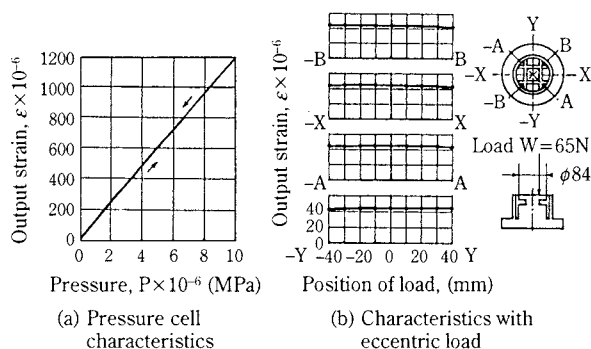 Output strain, ε×10⁻⁶
1200
1000
800
600
400
200
0
0 2 4 6 8 10
Pressure, P×10⁻⁶ (MPa)
(a) Pressure cell
characteristics
Output strain, ε×10⁻⁶
-B B
-X X
-A A
40
20
0
-Y -40 -20 0 20 40 Y
Position of load, (mm)
(b) Characteristics with
eccentric load
Y
-A B
-X -X
-B A
-Y
Load W=65N
φ84